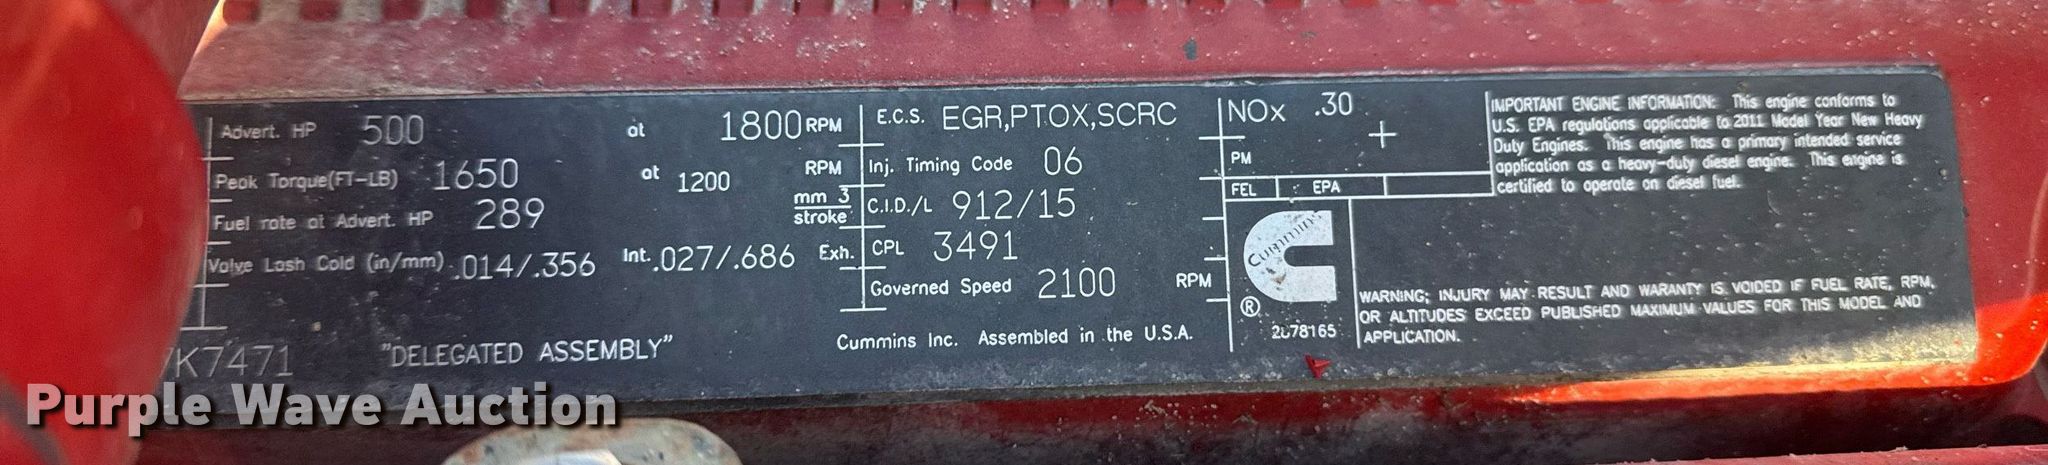 Advert. HP 500 at 1800 RPM
Peak Torque(FT-LB) 1650 at 1200 RPM
Fuel rate at Advert. HP 289 mm 3
stroke
Valve Lash Cold (in/mm) .014/.356 Int. .027/.686 Exh.
K7471 "DELEGATED ASSEMBLY"
E.C.S. EGR,PTOX,SCRC
Inj. Timing Code 06
C.I.D./L 912/15
CPL 3491
Governed Speed 2100 RPM
Cummins Inc. Assembled in the U.S.A.
NOx .30
PM
FEL EPA
Cummins
®
IMPORTANT ENGINE INFORMATION: This engine conforms to
U.S. EPA regulations applicable to 2011 Model Year New Heavy
Duty Engines. This engine has a primary intended service
application as a heavy-duty diesel engine. This engine is
certified to operate on diesel fuel.
WARNING; INJURY MAY RESULT AND WARANTY IS VOIDED IF FUEL RATE, RPM,
OR ALTITUDES EXCEED PUBLISHED MAXIMUM VALUES FOR THIS MODEL AND
APPLICATION.
Purple Wave Auction